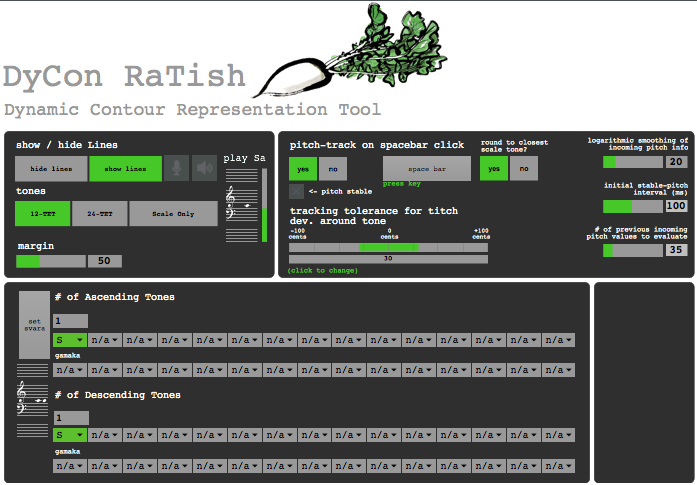 DyCon RaTish
Dynamic Contour Representation Tool
show / hide Lines
hide lines
show lines
play Sa
tones
12-TET
24-TET
Scale Only
margin
50
pitch-track on spacebar click
yes
no
space bar
press key
<- pitch stable
round to closest
scale tone?
yes
no
tracking tolerance for titch
dev. around tone
-100
cents
0
cents
+100
cents
30
(click to change)
logarithmic smoothing of
incoming pitch info
20
initial stable-pitch
interval (ms)
100
# of previous incoming
pitch values to evaluate
35
set
svars
# of Ascending Tones
1
S n/a n/a n/a n/a n/a n/a n/a n/a n/a n/a n/a n/a n/a n/a
gamaka
n/a n/a n/a n/a n/a n/a n/a n/a n/a n/a n/a n/a n/a n/a n/a
# of Descending Tones
1
S n/a n/a n/a n/a n/a n/a n/a n/a n/a n/a n/a n/a n/a n/a
gamaka
n/a n/a n/a n/a n/a n/a n/a n/a n/a n/a n/a n/a n/a n/a n/a